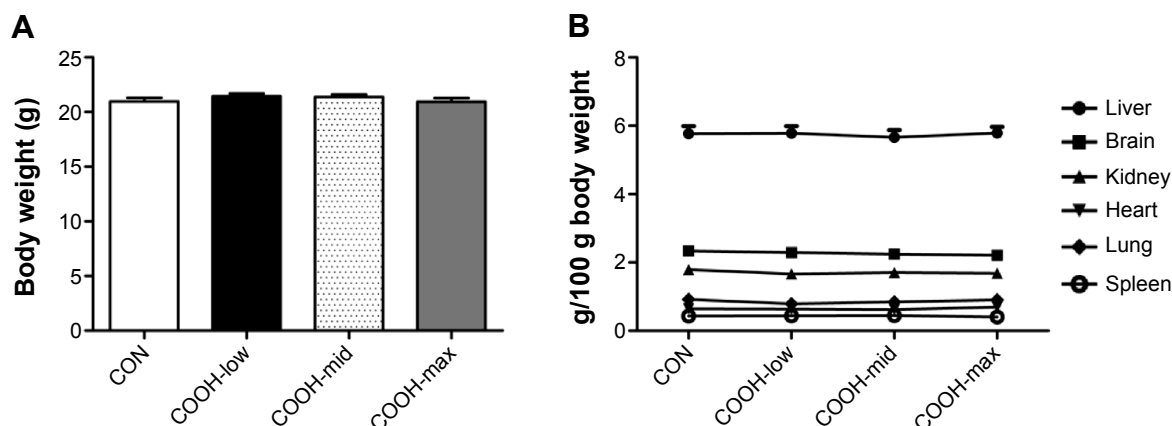 A
Body weight (g)
25
20
15
10
5
0
CON
COOH-low
COOH-mid
COOH-max
B
g/100 g body weight
8
6
4
2
0
CON
COOH-low
COOH-mid
COOH-max
Liver
Brain
Kidney
Heart
Lung
Spleen